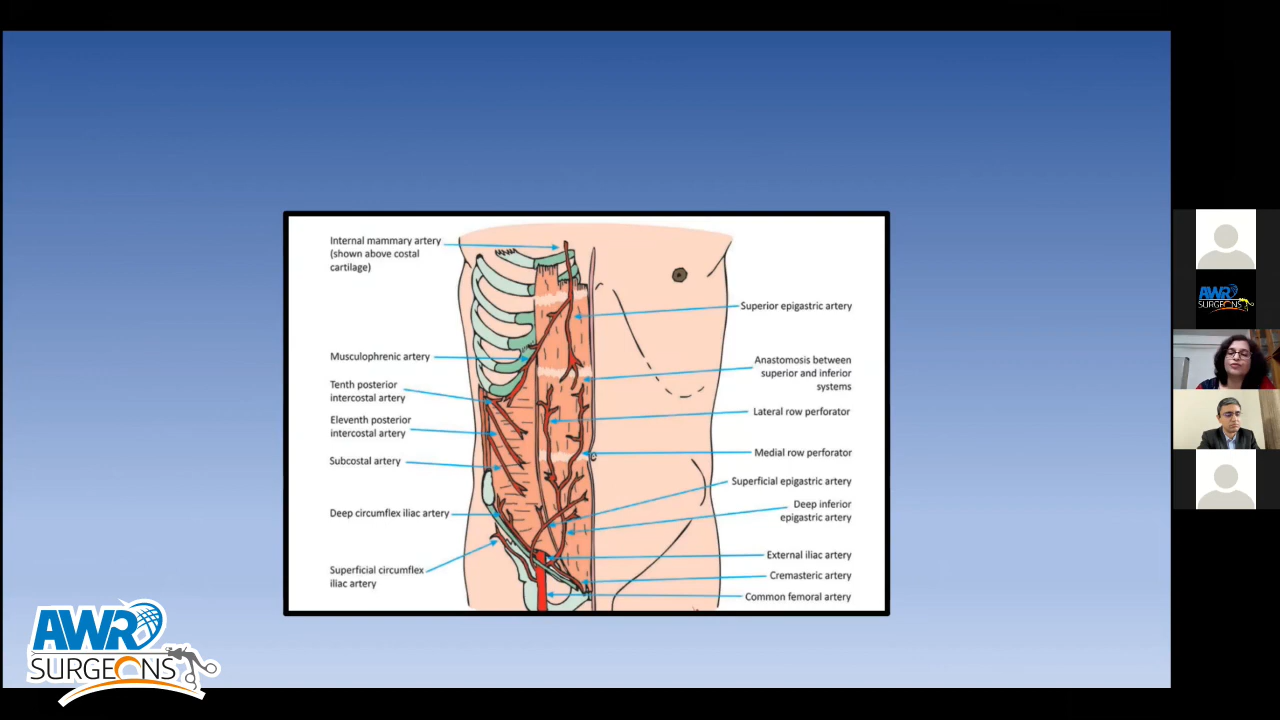 Internal mammary artery
(shown above costal
cartilage)
Musculophrenic artery
Tenth posterior
intercostal artery
Eleventh posterior
intercostal artery
Subcostal artery
Deep circumflex iliac artery
Superficial circumflex
iliac artery
Superior epigastric artery
Anastomosis between
superior and inferior
systems
Lateral row perforator
Medial row perforator
Superficial epigastric artery
Deep inferior
epigastric artery
External iliac artery
Cremasteric artery
Common femoral artery
AWR
SURGEONS
AWR
SURGEONS